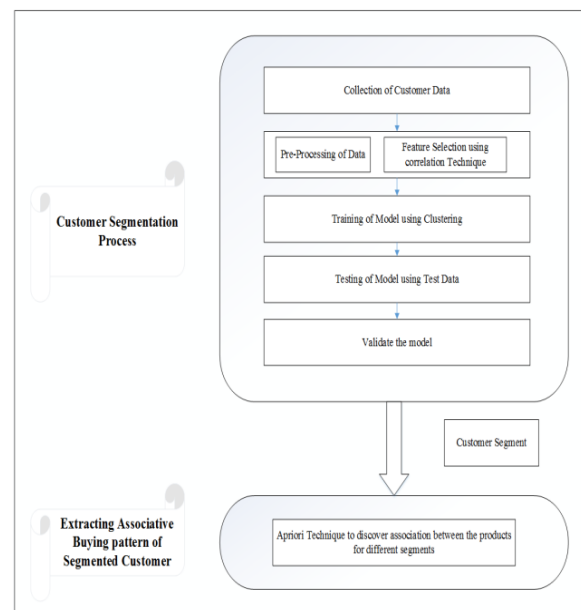 Collection of Customer Data
Pre-Processing of Data
Feature Selection using
correlation Technique
Customer Segmentation
Process
Training of Model using Clustering
Testing of Model using Test Data
Validate the model
Customer Segment
Extracting Associative
Buying pattern of
Segmented Customer
Apriori Technique to discover association between the products
for different segments